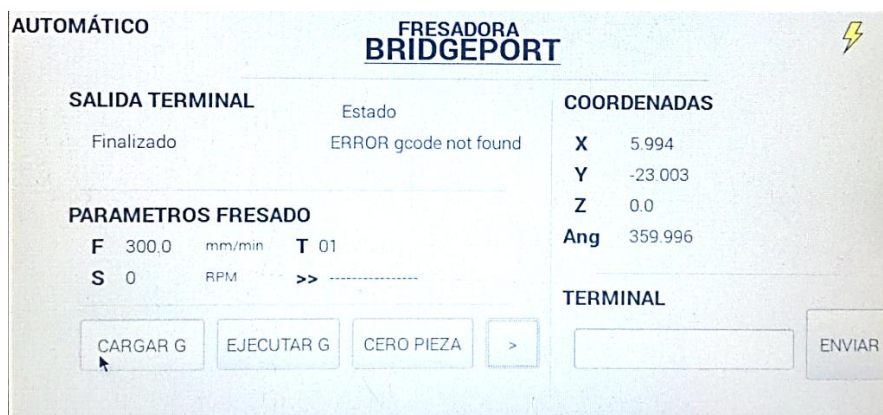 AUTOMÁTICO
FRESADORA
BRIDGEPORT
SALIDA TERMINAL
Estado
Finalizado
ERROR gcode not found
PARAMETROS FRESADO
F 300.0 mm/min T 01
S 0 RPM >> ---------------
CARGAR G
EJECUTAR G
CERO PIEZA
>
COORDENADAS
X 5.994
Y -23.003
Z 0.0
Ang 359.996
TERMINAL
ENVIAR